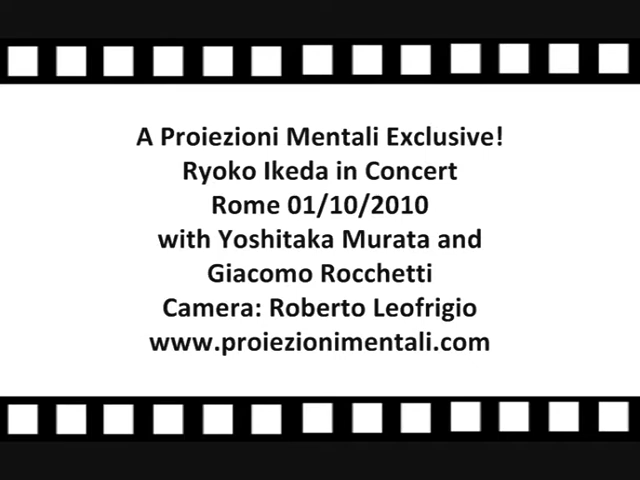 A Proiezioni Mentali Exclusive!
Ryoko Ikeda in Concert
Rome 01/10/2010
with Yoshitaka Murata and
Giacomo Rocchetti
Camera: Roberto Leofrigio
www.proiezionimentali.com